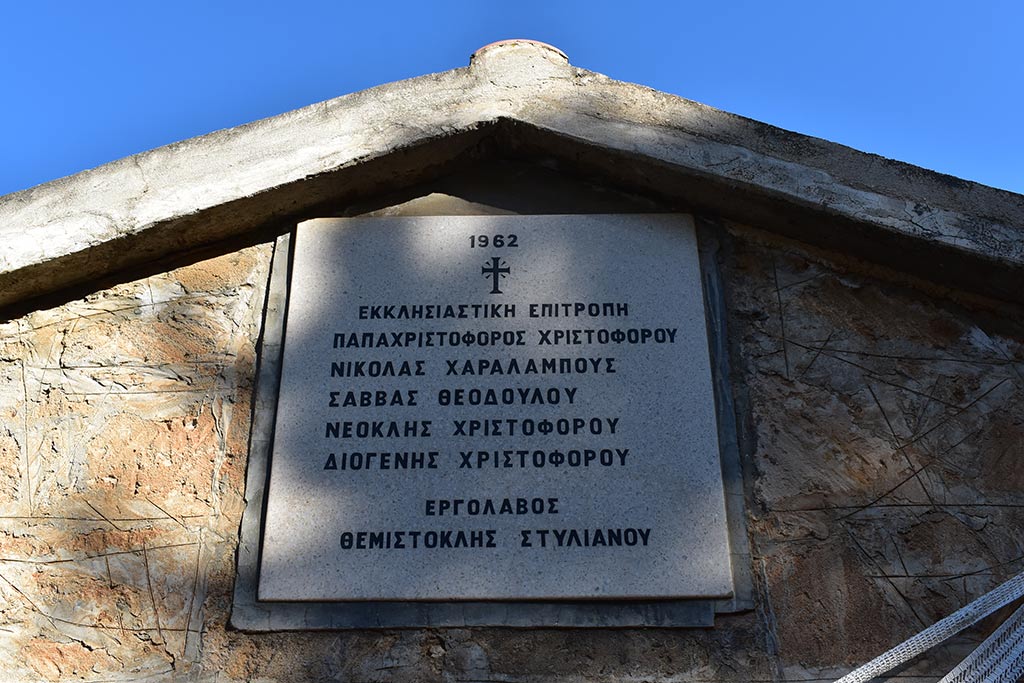 1962
ΕΚΚΛΗΣΙΑΣΤΙΚΗ ΕΠΙΤΡΟΠΗ
ΠΑΠΑΧΡΙΣΤΟΦΟΡΟΣ ΧΡΙΣΤΟΦΟΡΟΥ
ΝΙΚΟΛΑΣ ΧΑΡΑΛΑΜΠΟΥΣ
ΣΑΒΒΑΣ ΘΕΟΔΟΥΛΟΥ
ΝΕΟΚΛΗΣ ΧΡΙΣΤΟΦΟΡΟΥ
ΔΙΟΓΕΝΗΣ ΧΡΙΣΤΟΦΟΡΟΥ
ΕΡΓΟΛΑΒΟΣ
ΘΕΜΙΣΤΟΚΛΗΣ ΣΤΥΛΙΑΝΟΥ